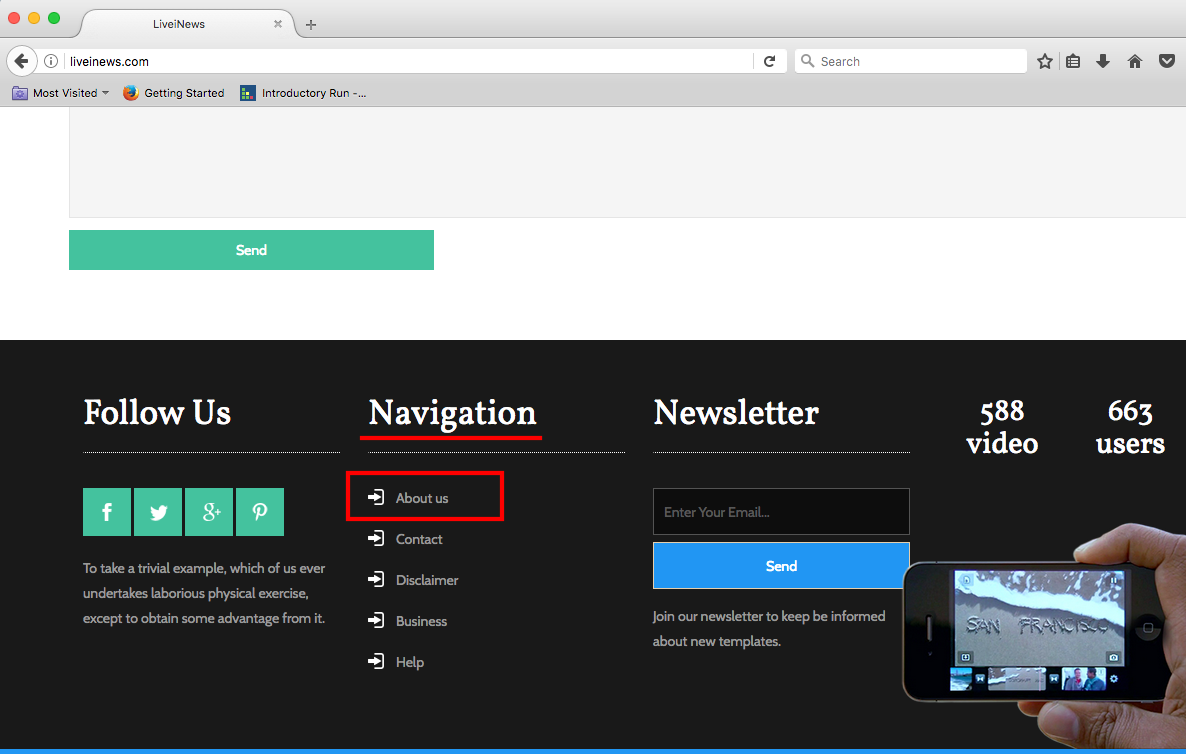 LiveiNews
liveinews.com
Search
Most Visited
Getting Started
Introductory Run -...
Send
Follow Us
To take a trivial example, which of us ever
undertakes laborious physical exercise,
except to obtain some advantage from it.
Navigation
About us
Contact
Disclaimer
Business
Help
Newsletter
Enter Your Email...
Send
Join our newsletter to keep be informed
about new templates.
588
video
663
users
SAN FRANCISCO